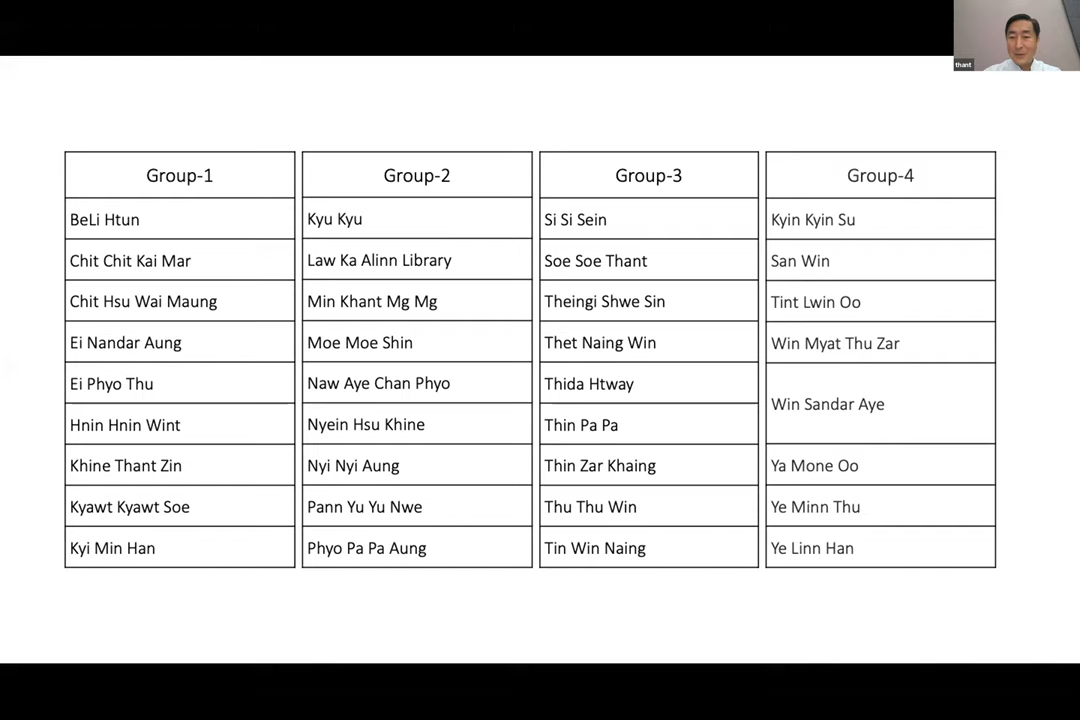 thant
Group-1 Group-2 Group-3 Group-4
BeLi Htun Kyu Kyu Si Si Sein Kyin Kyin Su
Chit Chit Kai Mar Law Ka Alinn Library Soe Soe Thant San Win
Chit Hsu Wai Maung Min Khant Mg Mg Theingi Shwe Sin Tint Lwin Oo
Ei Nandar Aung Moe Moe Shin Thet Naing Win Win Myat Thu Zar
Ei Phyo Thu Naw Aye Chan Phyo Thida Htway Win Sandar Aye
Hnin Hnin Wint Nyein Hsu Khine Thin Pa Pa
Khine Thant Zin Nyi Nyi Aung Thin Zar Khaing Ya Mone Oo
Kyawt Kyawt Soe Pann Yu Yu Nwe Thu Thu Win Ye Minn Thu
Kyi Min Han Phyo Pa Pa Aung Tin Win Naing Ye Linn Han